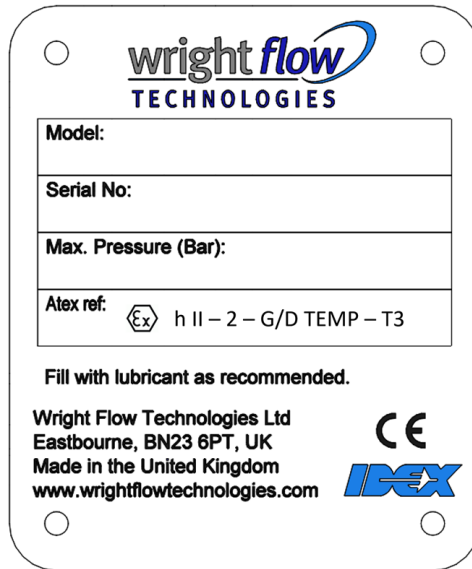 wright flow
TECHNOLOGIES
Model:
Serial No:
Max. Pressure (Bar):
Atex ref: Ex h II – 2 – G/D TEMP – T3
Fill with lubricant as recommended.
Wright Flow Technologies Ltd
Eastbourne, BN23 6PT, UK
Made in the United Kingdom
www.wrightflowtechnologies.com
CE
IDEX